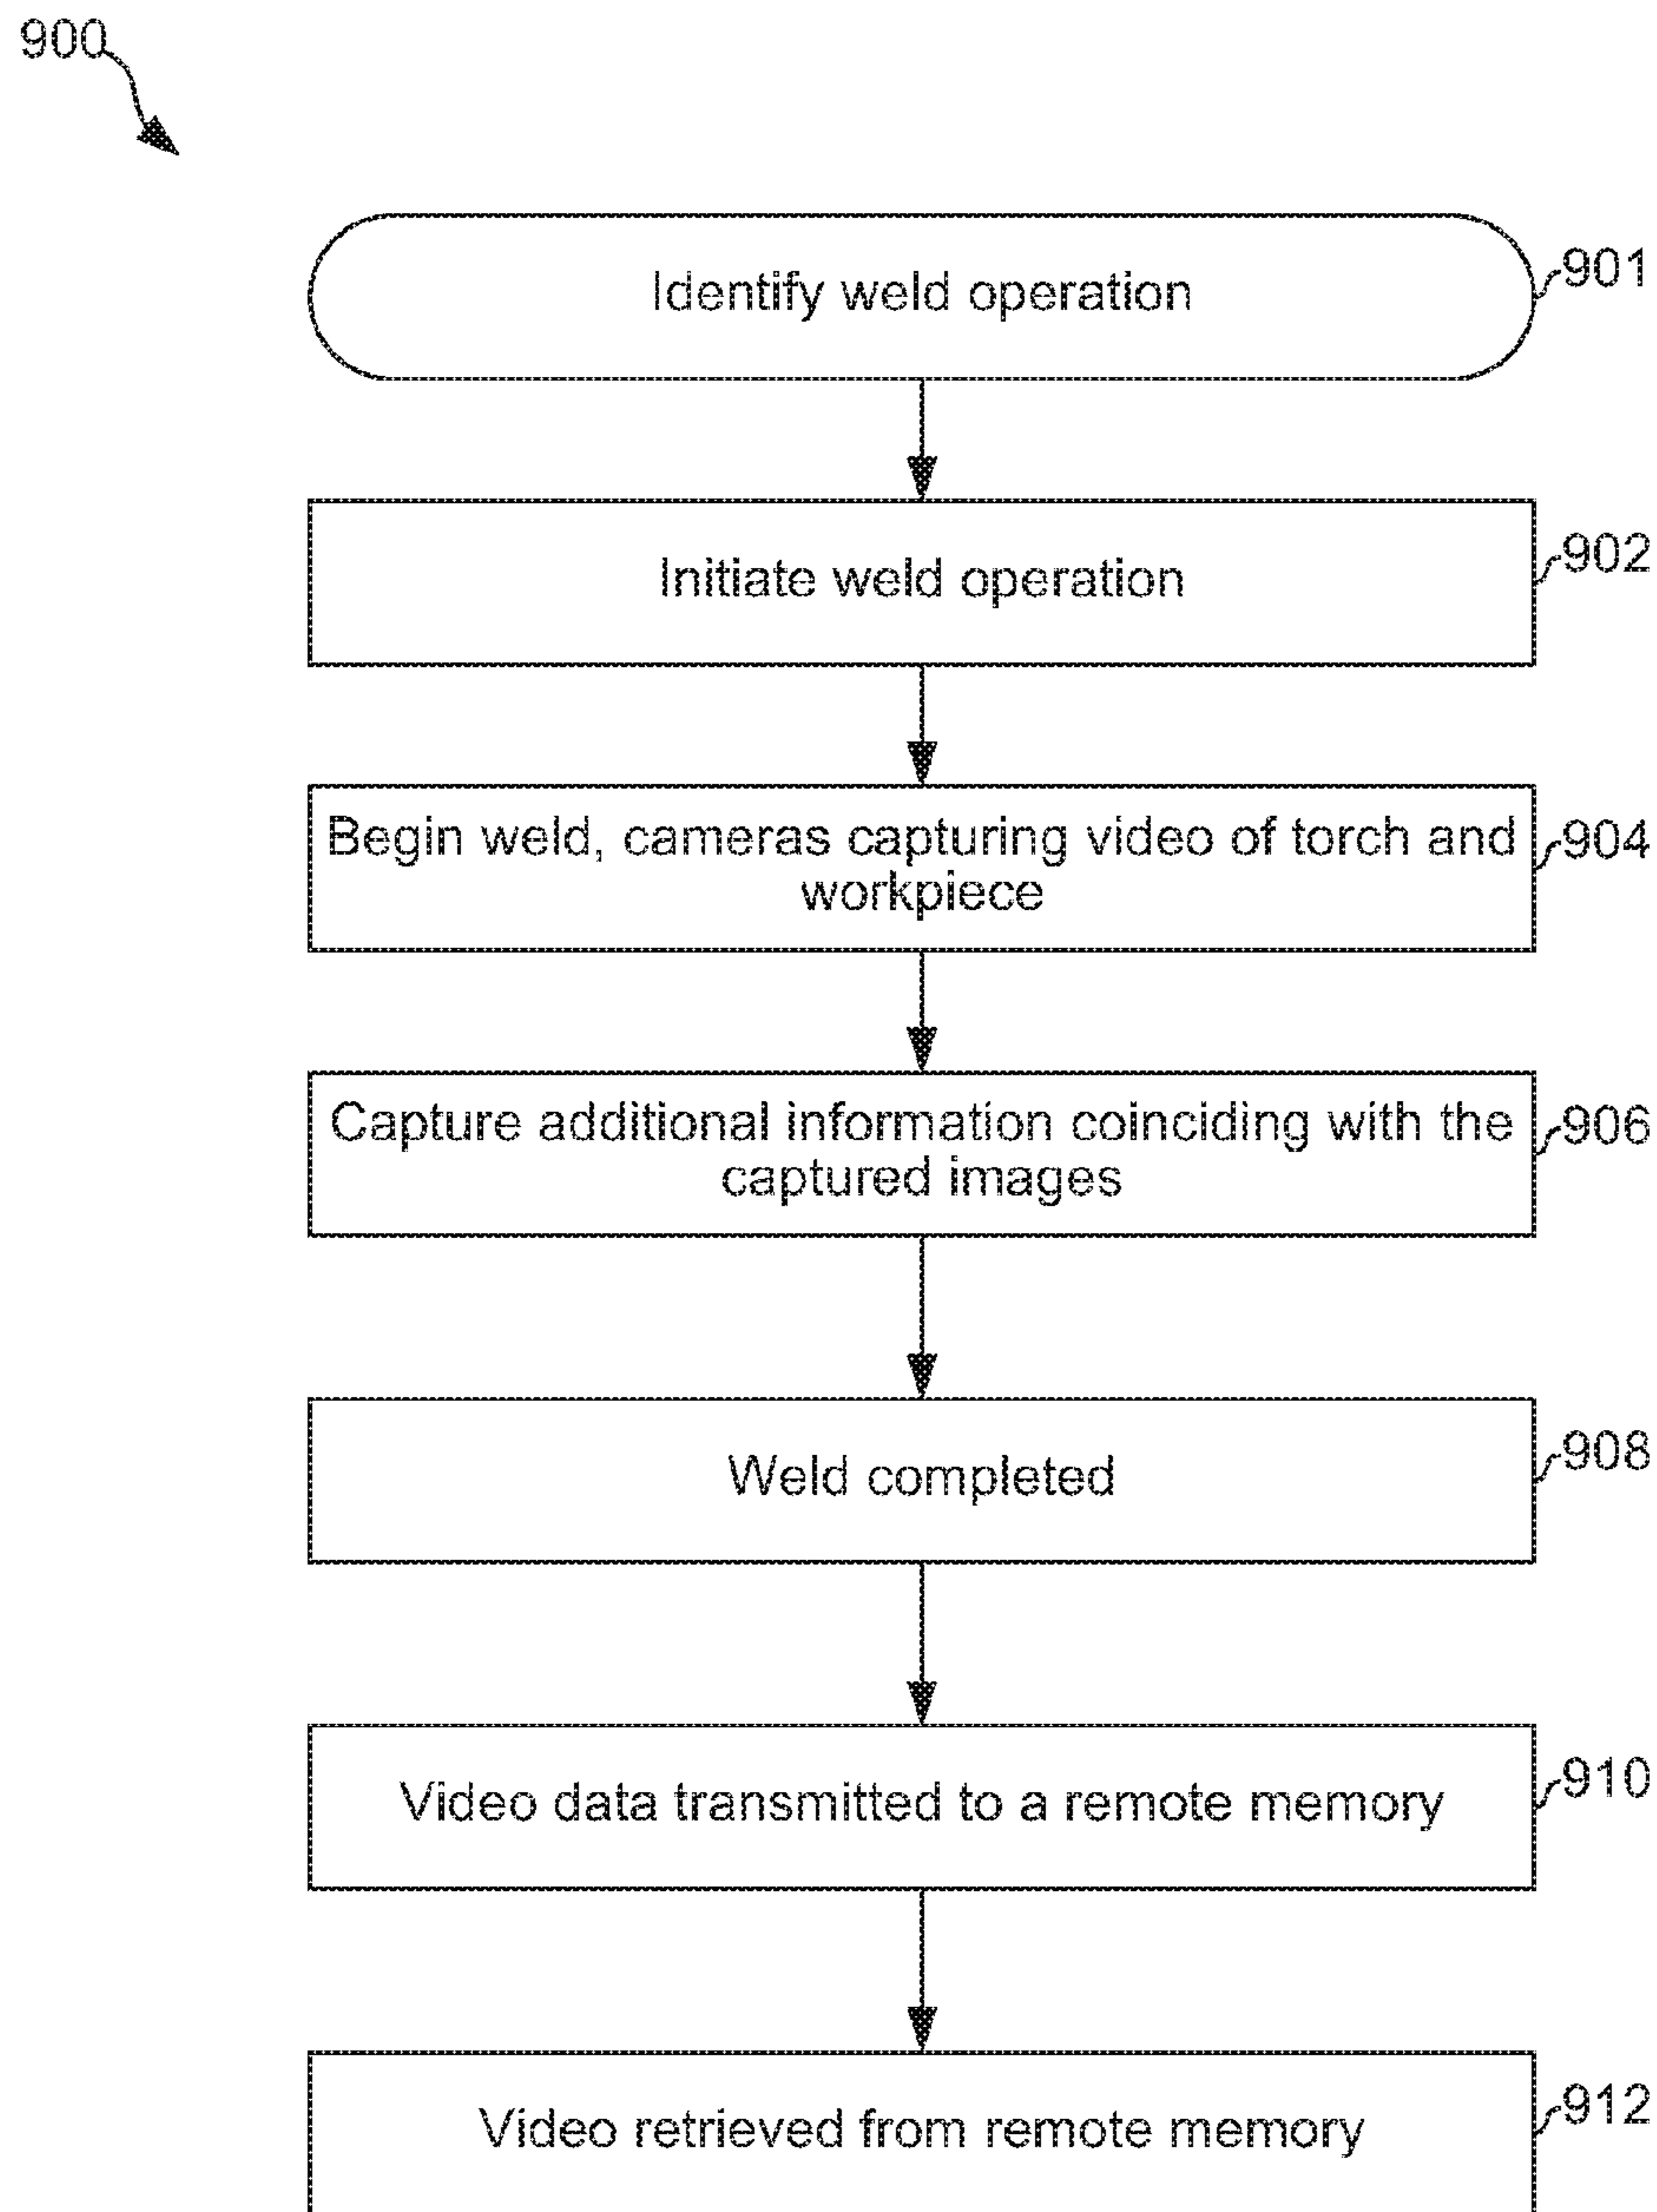 900
Identify weld operation
901
Initiate weld operation
902
Begin weld, cameras capturing video of torch and
workpiece
904
Capture additional information coinciding with the
captured images
906
Weld completed
908
Video data transmitted to a remote memory
910
Video retrieved from remote memory
912